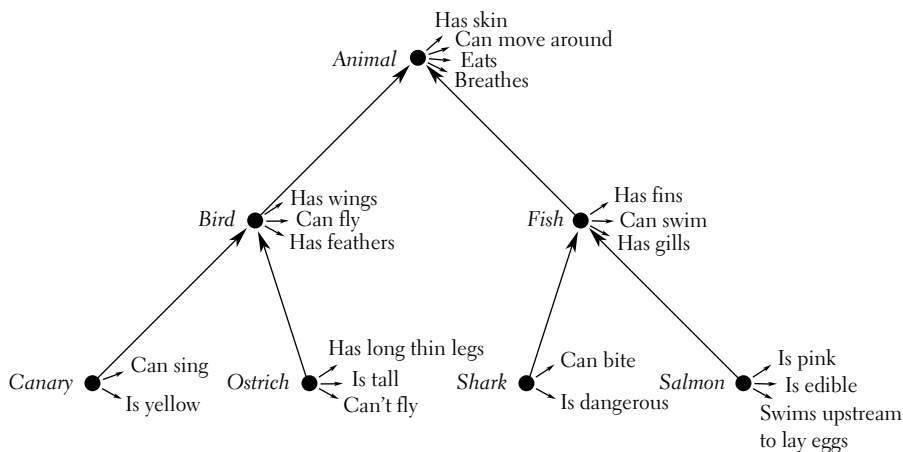 Has skin
Can move around
Animal
Eats
Breathes
Has wings
Bird
Can fly
Has feathers
Has fins
Fish
Can swim
Has gills
Can sing
Canary
Is yellow
Has long thin legs
Ostrich
Is tall
Can't fly
Can bite
Shark
Is dangerous
Is pink
Salmon
Is edible
Swims upstream
to lay eggs